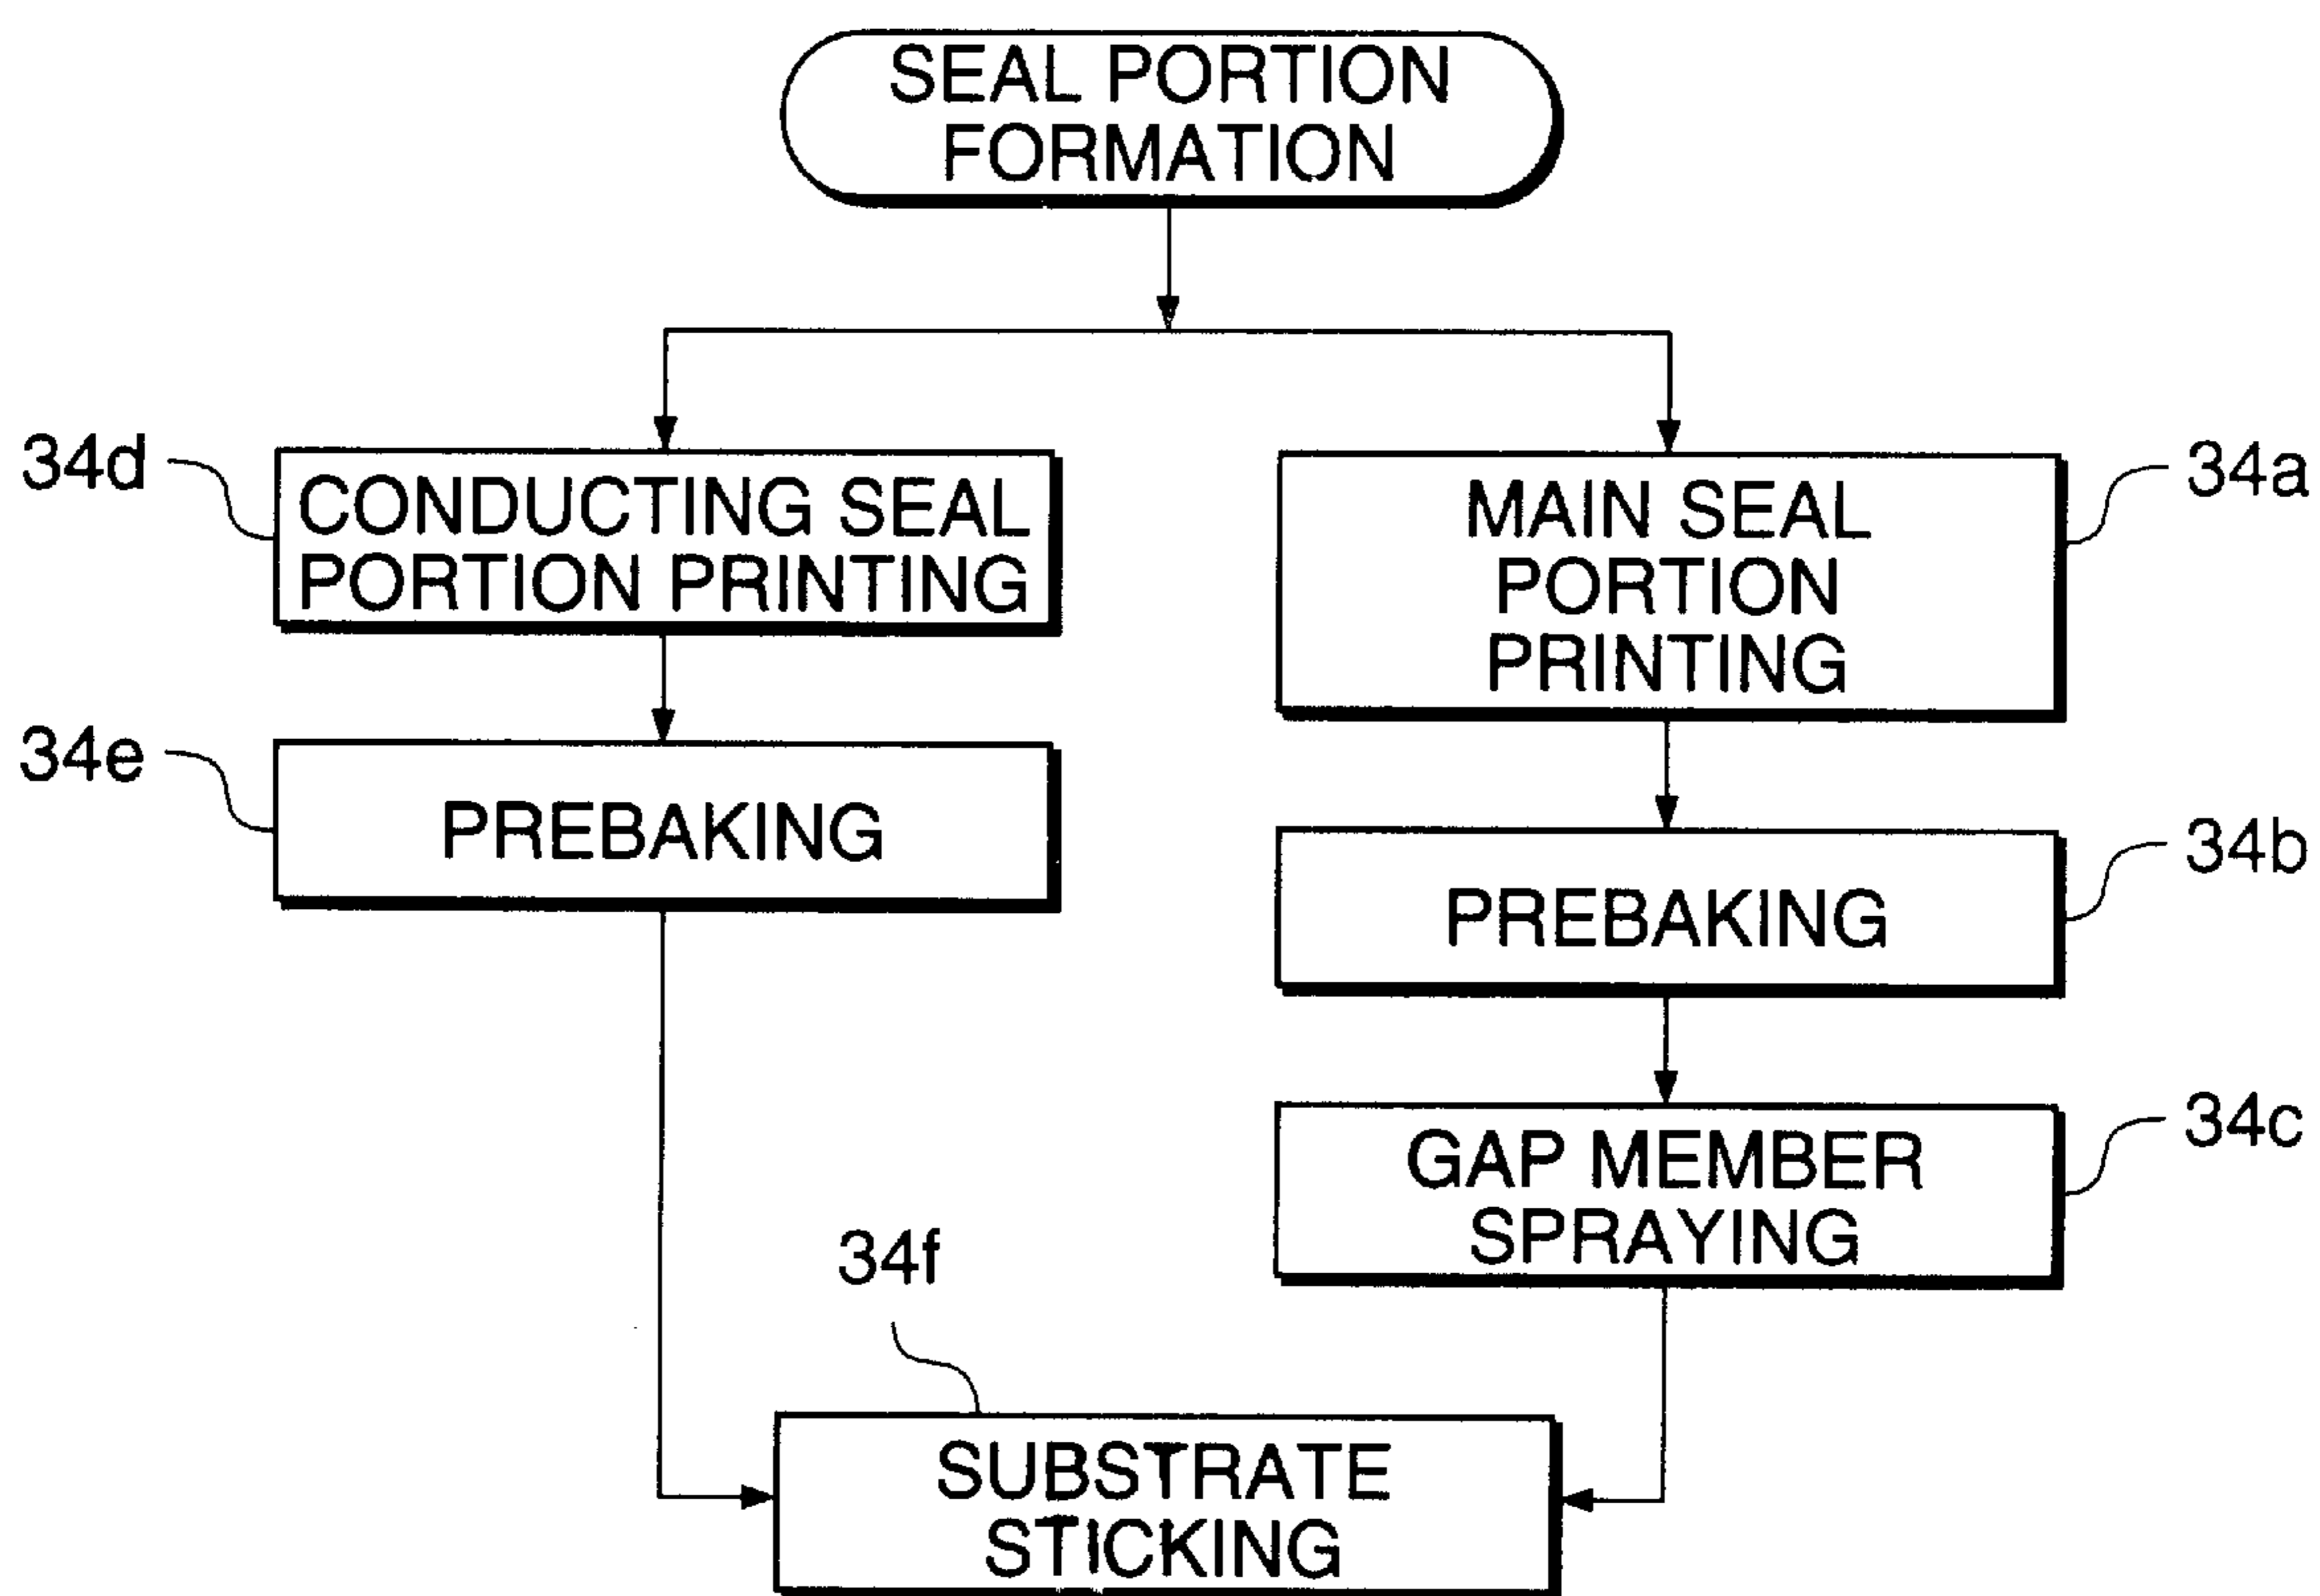 SEAL PORTION
FORMATION
34d
CONDUCTING SEAL
PORTION PRINTING
34a
MAIN SEAL
PORTION
PRINTING
34e
PREBAKING
34b
PREBAKING
34c
GAP MEMBER
SPRAYING
34f
SUBSTRATE
STICKING